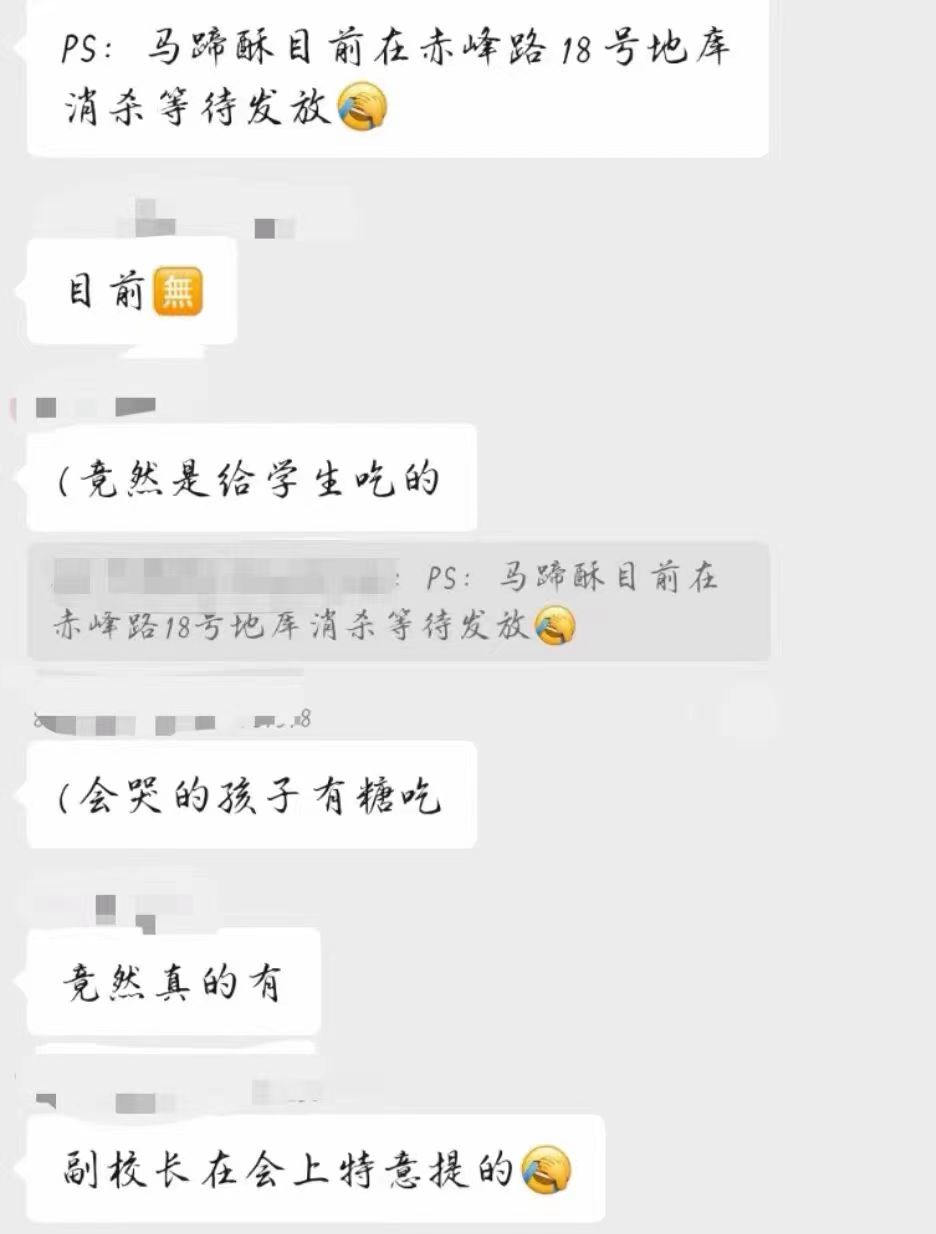 PS: 马蹄酥目前在赤峰路18号地库
消杀等待发放🤦
目前🈚
(竟然是给学生吃的
: PS: 马蹄酥目前在
赤峰路18号地库消杀等待发放🤦
(会哭的孩子有糖吃
竟然真的有
副校长在会上特意提的🤦